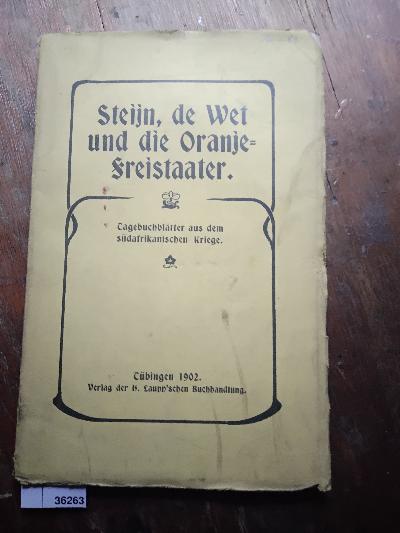 Steijn, de Wet
und die Oranje=
Freistaater.
Tagebuchblätter aus dem
südafrikanischen Kriege.
Tübingen 1902.
Verlag der H. Laupp'schen Buchhandlung.
36263